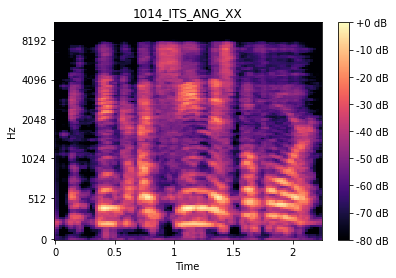 1014_ITS_ANG_XX
8192
4096
2048
1024
512
0
Hz
0
0.5
1
1.5
2
Time
+0 dB
-10 dB
-20 dB
-30 dB
-40 dB
-50 dB
-60 dB
-70 dB
-80 dB